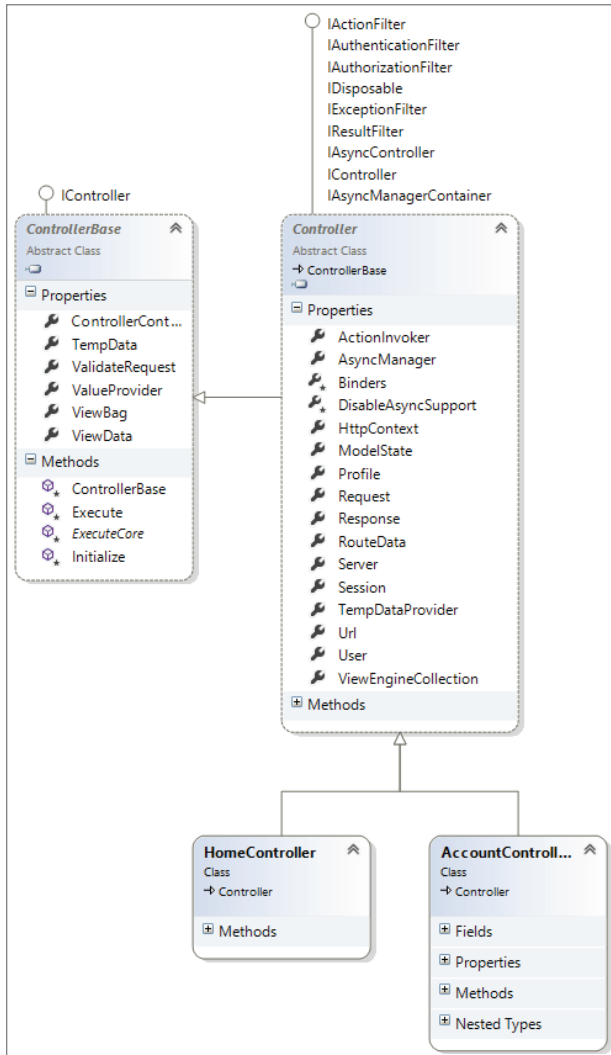 IActionFilter
IAuthenticationFilter
IAuthorizationFilter
IDisposable
IExceptionFilter
IResultFilter
IAsyncController
IController
IAsyncManagerContainer
IController
ControllerBase
Abstract Class
Properties
ControllerCont...
TempData
ValidateRequest
ValueProvider
ViewBag
ViewData
Methods
ControllerBase
Execute
ExecuteCore
Initialize
Controller
Abstract Class
ControllerBase
Properties
ActionInvoker
AsyncManager
Binders
DisableAsyncSupport
HttpContext
ModelState
Profile
Request
Response
RouteData
Server
Session
TempDataProvider
Url
User
ViewEngineCollection
Methods
HomeController
Class
Controller
Methods
AccountControll...
Class
Controller
Fields
Properties
Methods
Nested Types